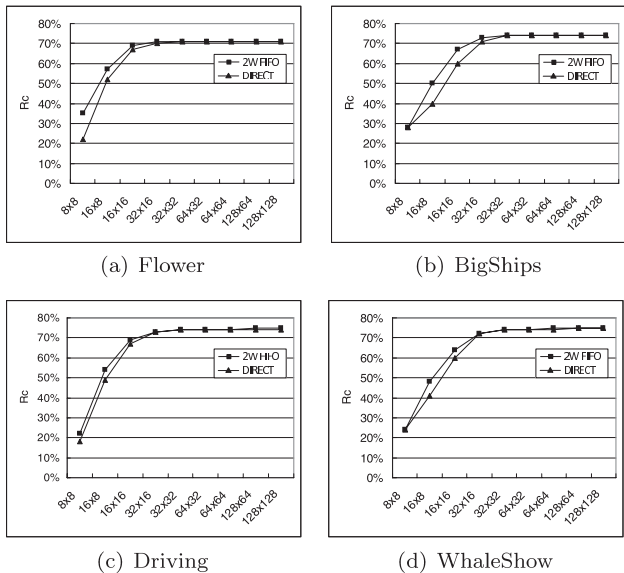 80%
70%
60%
50%
40%
30%
20%
10%
0%
Rc
2W FIFO
DIRECT
8x8 16x8 16x16 32x16 32x32 64x32 64x64 128x64 128x128
(a) Flower
80%
70%
60%
50%
40%
30%
20%
10%
0%
Rc
2W FIFO
DIRECT
8x8 16x8 16x16 32x16 32x32 64x32 64x64 128x64 128x128
(b) BigShips
80%
70%
60%
50%
40%
30%
20%
10%
0%
Rc
2W FIFO
DIRECT
8x8 16x8 16x16 32x16 32x32 64x32 64x64 128x64 128x128
(c) Driving
80%
70%
60%
50%
40%
30%
20%
10%
0%
Rc
2W FIFO
DIRECT
8x8 16x8 16x16 32x16 32x32 64x32 64x64 128x64 128x128
(d) WhaleShow